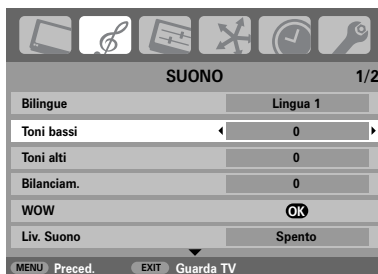 SUONO 1/2
Bilingue Lingua 1
Toni bassi 0
Toni alti 0
Bilanciam. 0
WOW OK
Liv. Suono Spento
MENU Preced. EXIT Guarda TV